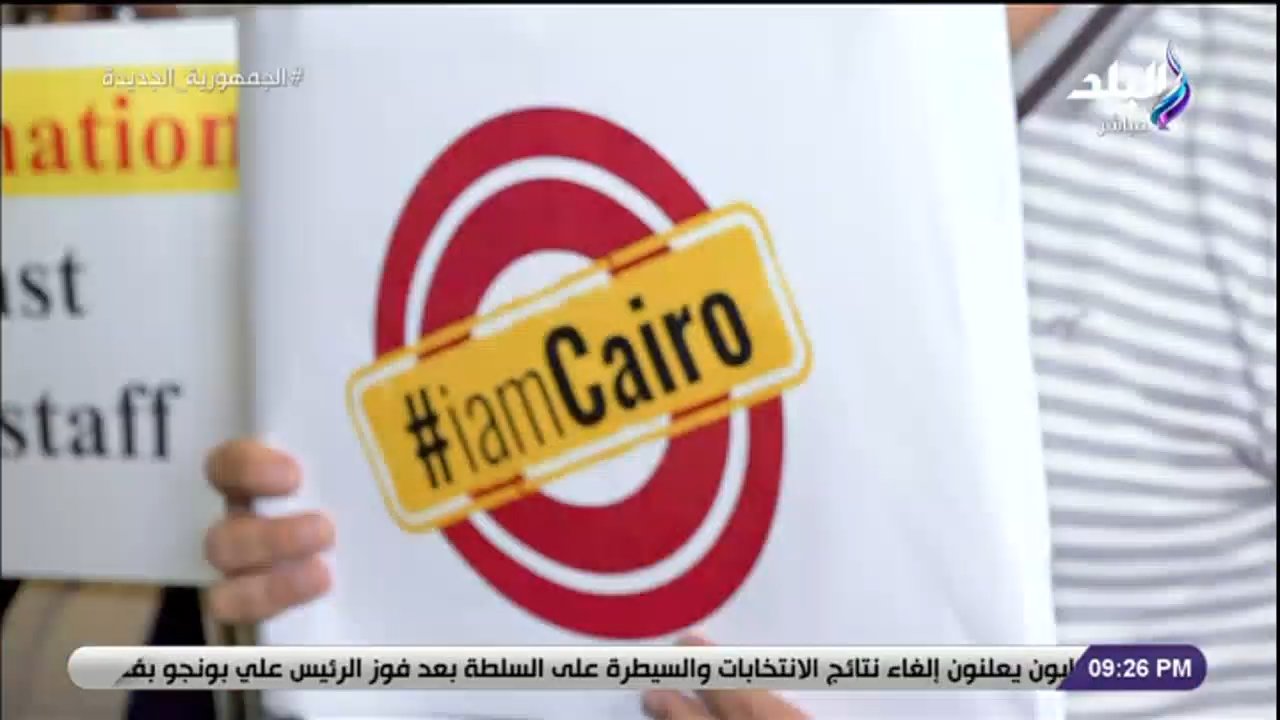 #الجمهورية_الجديدة
البلد
مباشر
ast
staff
#iamCairo
يعلنون إلغاء نتائج الانتخابات والسيطرة على السلطة بعد فوز الرئيس علي بونجو
09:26 PM